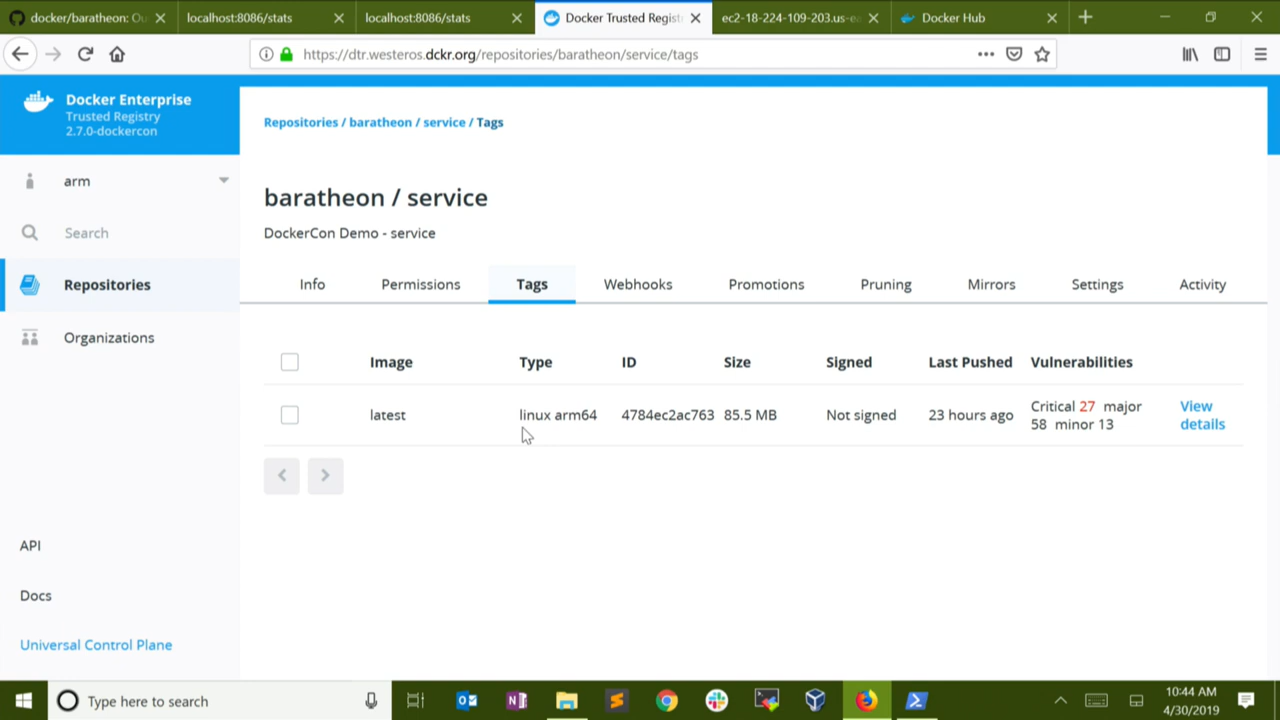 docker/baratheon: Ou
localhost:8086/stats
localhost:8086/stats
Docker Trusted Regist
ec2-18-224-109-203.us-ea
Docker Hub
https://dtr.westeros.dckr.org/repositories/baratheon/service/tags
Docker Enterprise
Trusted Registry
2.7.0-dockercon
arm
Search
Repositories
Organizations
API
Docs
Universal Control Plane
Repositories / baratheon / service / Tags
baratheon / service
DockerCon Demo - service
Info Permissions Tags Webhooks Promotions Pruning Mirrors Settings Activity
Image Type ID Size Signed Last Pushed Vulnerabilities
latest linux arm64 4784ec2ac763 85.5 MB Not signed 23 hours ago Critical 27 major 58 minor 13 View details
Type here to search
10:44 AM
4/30/2019